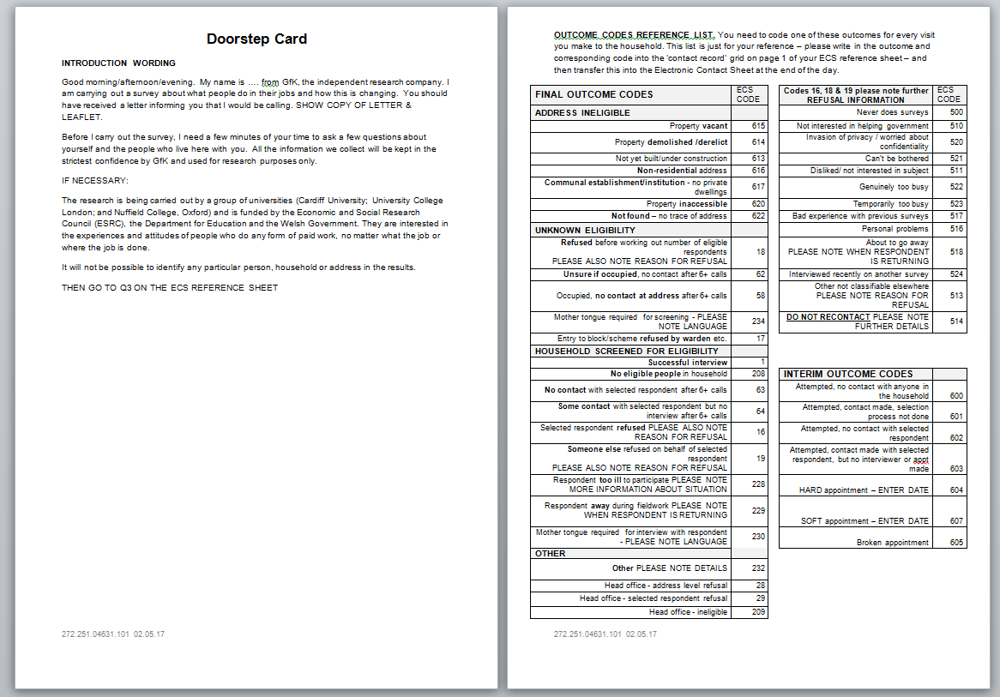 Doorstep Card
INTRODUCTION WORDING
Good morning/afternoon/evening. My name is .... from GfK, the independent research company. I
am carrying out a survey about what people do in their jobs and how this is changing. You should
have received a letter informing you that I would be calling. SHOW COPY OF LETTER &
LEAFLET.
Before I carry out the survey, I need a few minutes of your time to ask a few questions about
yourself and the people who live here with you. All the information we collect will be kept in the
strictest confidence by GfK and used for research purposes only.
IF NECESSARY:
The research is being carried out by a group of universities (Cardiff University; University College
London; and Nuffield College, Oxford) and is funded by the Economic and Social Research
Council (ESRC), the Department for Education and the Welsh Government. They are interested in
the experiences and attitudes of people who do any form of paid work, no matter what the job or
where the job is done.
It will not be possible to identify any particular person, household or address in the results.
THEN GO TO Q3 ON THE ECS REFERENCE SHEET
272.251.04631.101 02.05.17
OUTCOME CODES REFERENCE LIST. You need to code one of these outcomes for every visit
you make to the household. This list is just for your reference – please write in the outcome and
corresponding code into the 'contact record' grid on page 1 of your ECS reference sheet – and
then transfer this into the Electronic Contact Sheet at the end of the day.
FINAL OUTCOME CODES ECS
CODE
ADDRESS INELIGIBLE
Property vacant 615
Property demolished /derelict 614
Not yet built/under construction 613
Non-residential address 616
Communal establishment/institution - no private
dwellings 617
Property inaccessible 620
Not found – no trace of address 622
UNKNOWN ELIGIBILITY
Refused before working out number of eligible
respondents
PLEASE ALSO NOTE REASON FOR REFUSAL 18
Unsure if occupied, no contact after 6+ calls 62
Occupied, no contact at address after 6+ calls 58
Mother tongue required for screening - PLEASE
NOTE LANGUAGE 234
Entry to block/scheme refused by warden etc. 17
HOUSEHOLD SCREENED FOR ELIGIBILITY
Successful interview 1
No eligible people in household 208
No contact with selected respondent after 6+ calls 63
Some contact with selected respondent but no
interview after 6+ calls 64
Selected respondent refused PLEASE ALSO NOTE
REASON FOR REFUSAL 16
Someone else refused on behalf of selected
respondent
PLEASE ALSO NOTE REASON FOR REFUSAL 19
Respondent too ill to participate PLEASE NOTE
MORE INFORMATION ABOUT SITUATION 228
Respondent away during fieldwork PLEASE NOTE
WHEN RESPONDENT IS RETURNING 229
Mother tongue required for interview with respondent
- PLEASE NOTE LANGUAGE 230
OTHER
Other PLEASE NOTE DETAILS 232
Head office - address level refusal 28
Head office - selected respondent refusal 29
Head office - ineligible 209
Codes 16, 18 & 19 please note further
REFUSAL INFORMATION ECS
CODE
Never does surveys 500
Not interested in helping government 510
Invasion of privacy / worried about
confidentiality 520
Can't be bothered 521
Disliked/ not interested in subject 511
Genuinely too busy 522
Temporarily too busy 523
Bad experience with previous surveys 517
Personal problems 516
About to go away
PLEASE NOTE WHEN RESPONDENT
IS RETURNING 518
Interviewed recently on another survey 524
Other not classifiable elsewhere
PLEASE NOTE REASON FOR
REFUSAL 513
DO NOT RECONTACT PLEASE NOTE
FURTHER DETAILS 514
INTERIM OUTCOME CODES
Attempted, no contact with anyone in
the household 600
Attempted, contact made, selection
process not done 601
Attempted, no contact with selected
respondent 602
Attempted, contact made with selected
respondent, but no interviewer or appt
made 603
HARD appointment – ENTER DATE 604
SOFT appointment – ENTER DATE 607
Broken appointment 605
272.251.04631.101 02.05.17